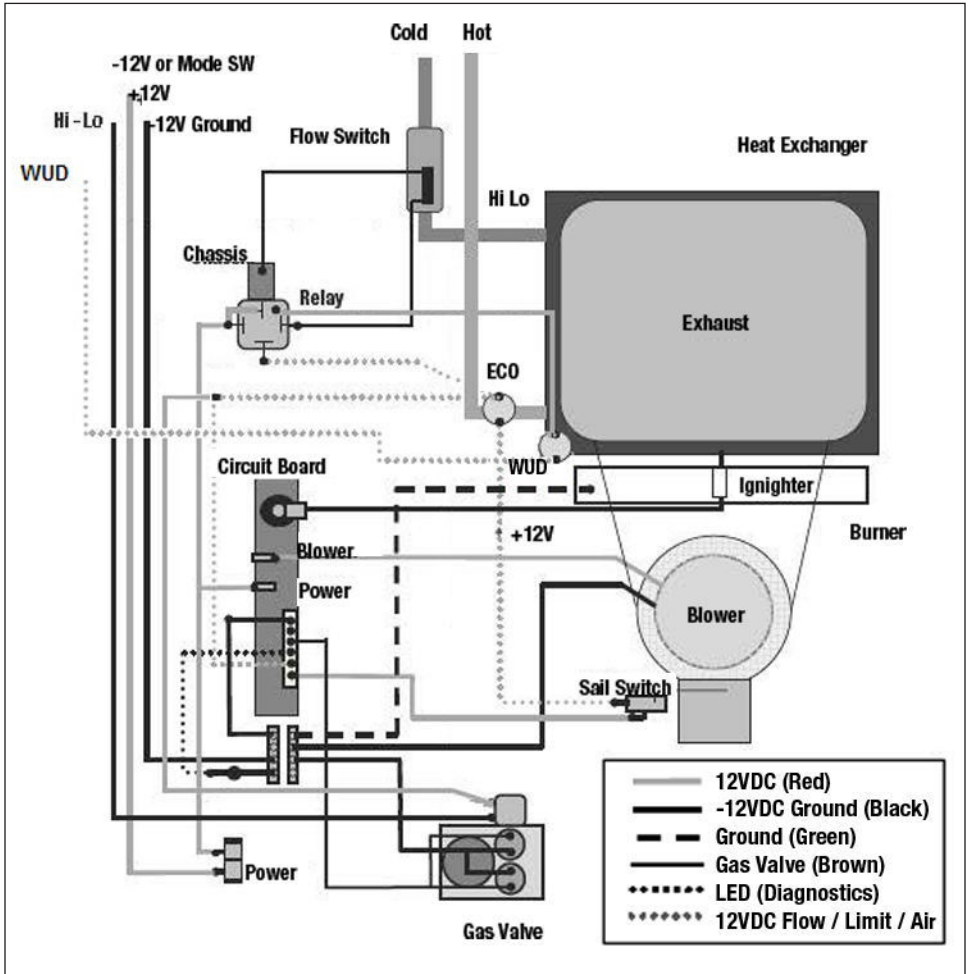 Cold
Hot
-12V or Mode SW
+12V
Hi - Lo
-12V Ground
WUD
Flow Switch
Heat Exchanger
Hi Lo
Chassis
Relay
Exhaust
ECO
WUD
Circuit Board
Ignighter
+12V
Burner
Blower
Power
Blower
Sail Switch
Power
Gas Valve
12VDC (Red)
-12VDC Ground (Black)
Ground (Green)
Gas Valve (Brown)
LED (Diagnostics)
12VDC Flow / Limit / Air